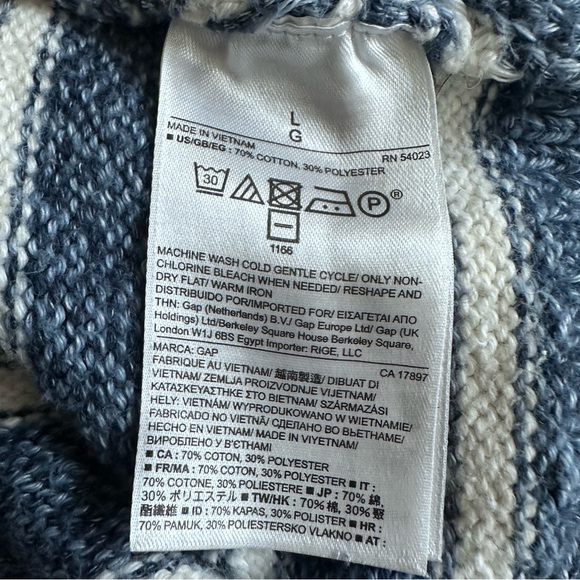 L
G
MADE IN VIETNAM
RN 54023
■ US/GB/EG : 70% COTTON, 30% POLYESTER
30
P®
1166
MACHINE WASH COLD GENTLE CYCLE/ ONLY NON-
CHLORINE BLEACH WHEN NEEDED/ RESHAPE AND
DRY FLAT/ WARM IRON
DISTRIBUIDO POR/IMPORTED FOR/ ΕΙΣΑΓΕΤΑΙ ΑΠΟ
THN: Gap (Netherlands) B.V./ Gap Europe Ltd/ Gap (UK
Holdings) Ltd/Berkeley Square House Berkeley Square,
London W1J 6BS Egypt Importer: RIGE, LLC
MARCA: GAP
CA 17897
FABRIQUE AU VIETNAM/ 越南製造/ DIBUAT DI
VIETNAM/ ZEMLJA PROIZVODNJE VIJETNAM/
ΚΑΤΑΣΚΕΥΑΣΤΗΚΕ ΣΤΟ ΒΙΕΤΝΑΜ/ SZÁRMAZÁSI
HELY: VIETNÁM/ WYPRODUKOWANO W WIETNAMIE/
FABRICADO NO VIETNÃ/ СДЕЛАНО ВО ВЬЕТНАМЕ/
HECHO EN VIETNAM/ MADE IN VIYETNAM/
ВИРОБЛЕНО У В'ЄТНАМІ
■ CA : 70% COTON, 30% POLYESTER
■ FR/MA : 70% COTON, 30% POLYESTER ■ IT :
70% COTONE, 30% POLIESTERE ■ JP : 70% 綿,
30% ポリエステル ■ TW/HK : 70% 棉, 30% 聚
酯纖維 ■ ID : 70% KAPAS, 30% POLISTER ■ HR :
70% PAMUK, 30% POLIESTERSKO VLAKNO ■ AT :